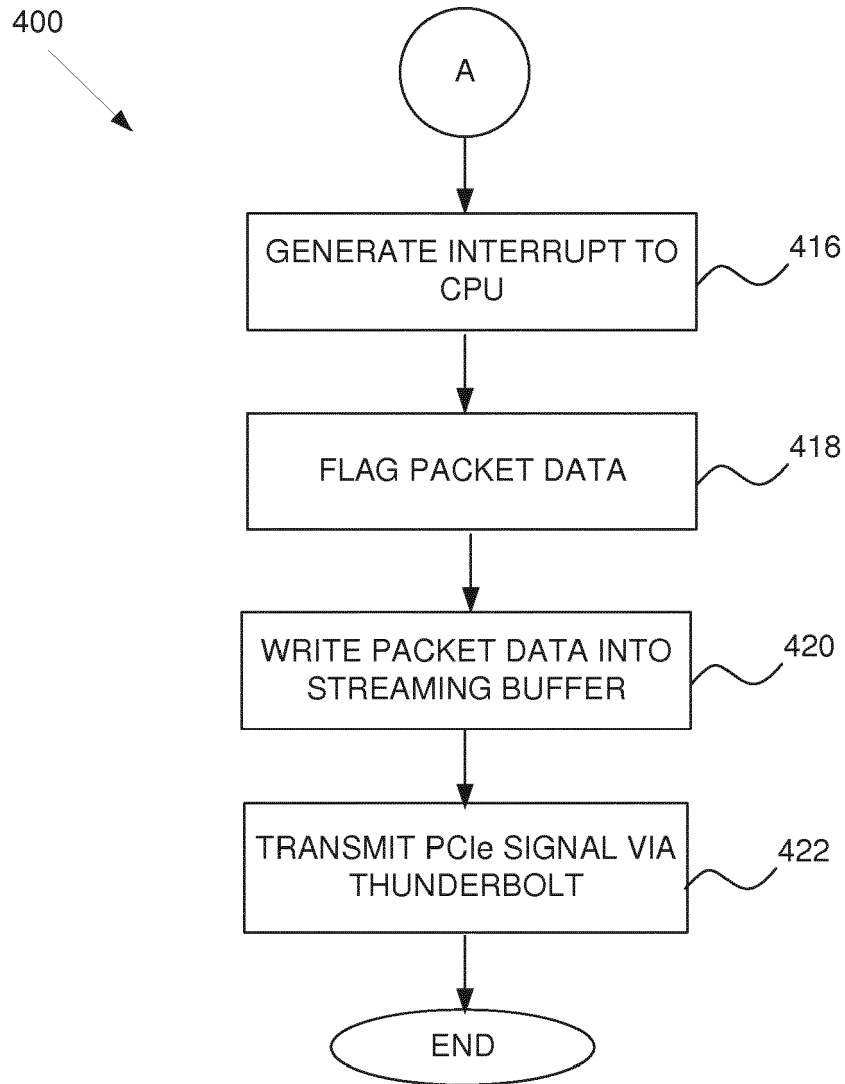 400
A
GENERATE INTERRUPT TO
CPU
416
FLAG PACKET DATA
418
WRITE PACKET DATA INTO
STREAMING BUFFER
420
TRANSMIT PCIe SIGNAL VIA
THUNDERBOLT
422
END